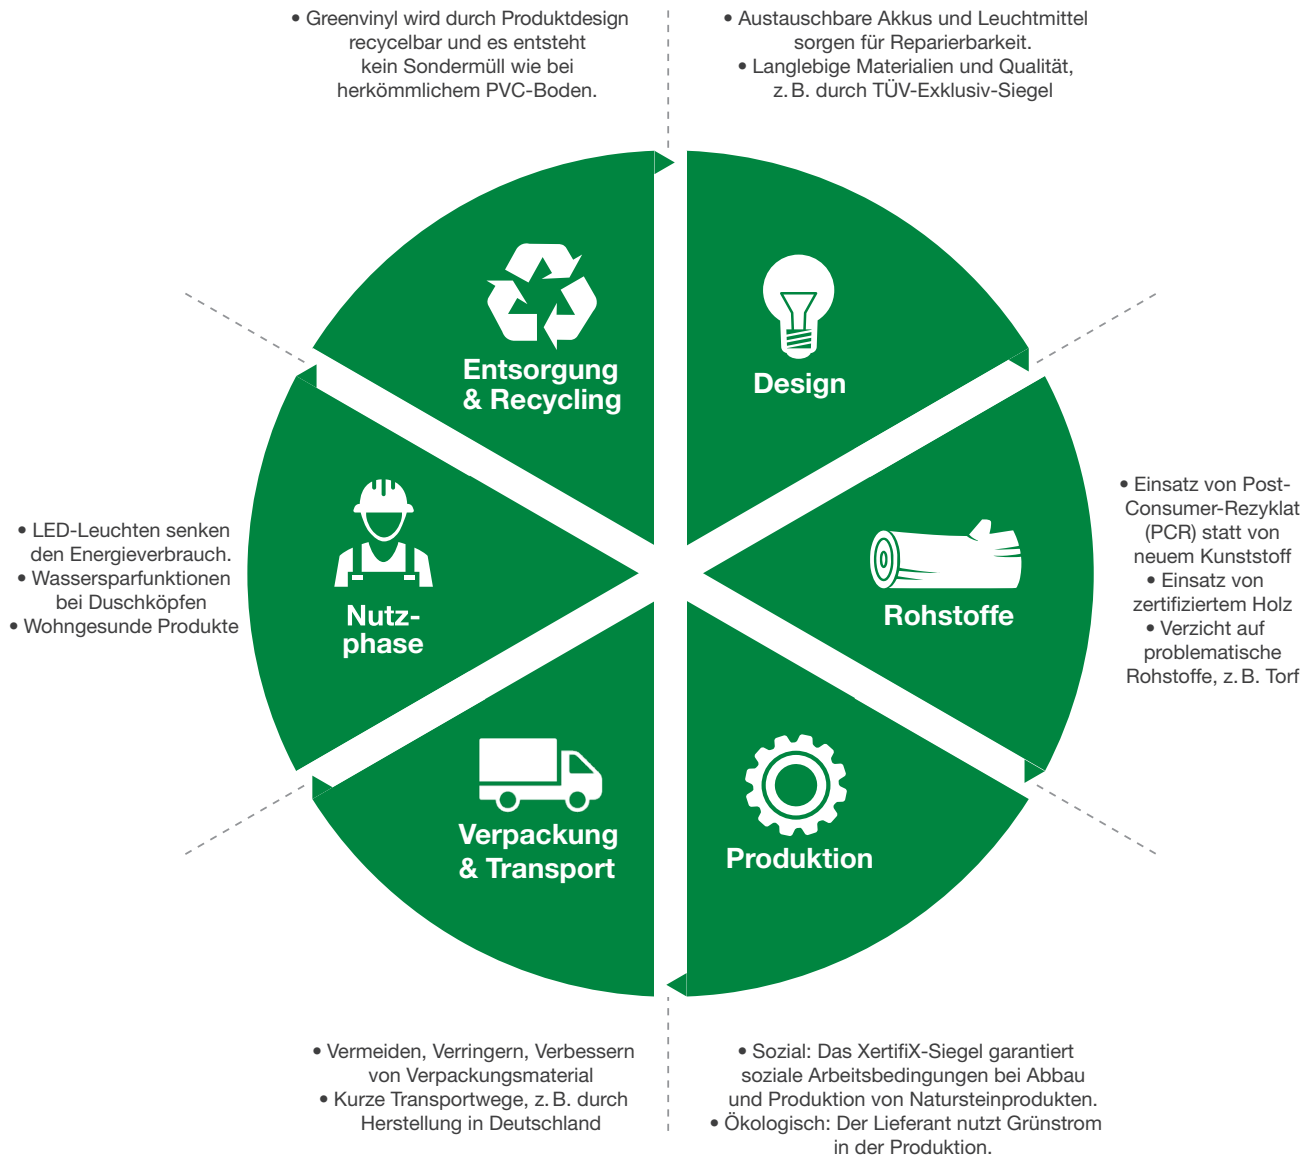 • Greenvinyl wird durch Produktdesign
recycelbar und es entsteht
kein Sondermüll wie bei
herkömmlichem PVC-Boden.
• Austauschbare Akkus und Leuchtmittel
sorgen für Reparierbarkeit.
• Langlebige Materialien und Qualität,
z. B. durch TÜV-Exklusiv-Siegel
Entsorgung
& Recycling
Design
• LED-Leuchten senken
den Energieverbrauch.
• Wassersparfunktionen
bei Duschköpfen
• Wohngesunde Produkte
Nutz-
phase
Rohstoffe
• Einsatz von Post-
Consumer-Rezyklat
(PCR) statt von
neuem Kunststoff
• Einsatz von
zertifiziertem Holz
• Verzicht auf
problematische
Rohstoffe, z. B. Torf
Verpackung
& Transport
Produktion
• Vermeiden, Verringern, Verbessern
von Verpackungsmaterial
• Kurze Transportwege, z. B. durch
Herstellung in Deutschland
• Sozial: Das XertifiX-Siegel garantiert
soziale Arbeitsbedingungen bei Abbau
und Produktion von Natursteinprodukten.
• Ökologisch: Der Lieferant nutzt Grünstrom
in der Produktion.